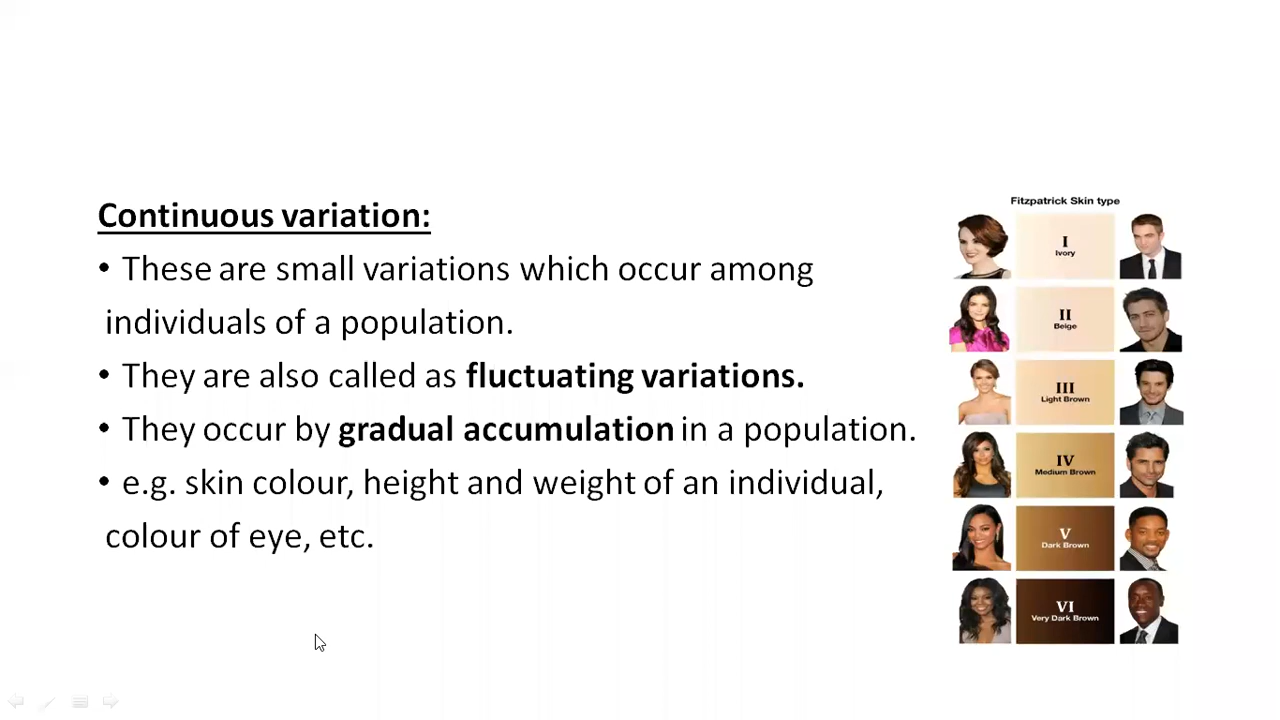 Continuous variation:
• These are small variations which occur among
individuals of a population.
• They are also called as fluctuating variations.
• They occur by gradual accumulation in a population.
• e.g. skin colour, height and weight of an individual,
colour of eye, etc.
Fitzpatrick Skin type
I
Ivory
II
Beige
III
Light Brown
IV
Medium Brown
V
Dark Brown
VI
Very Dark Brown